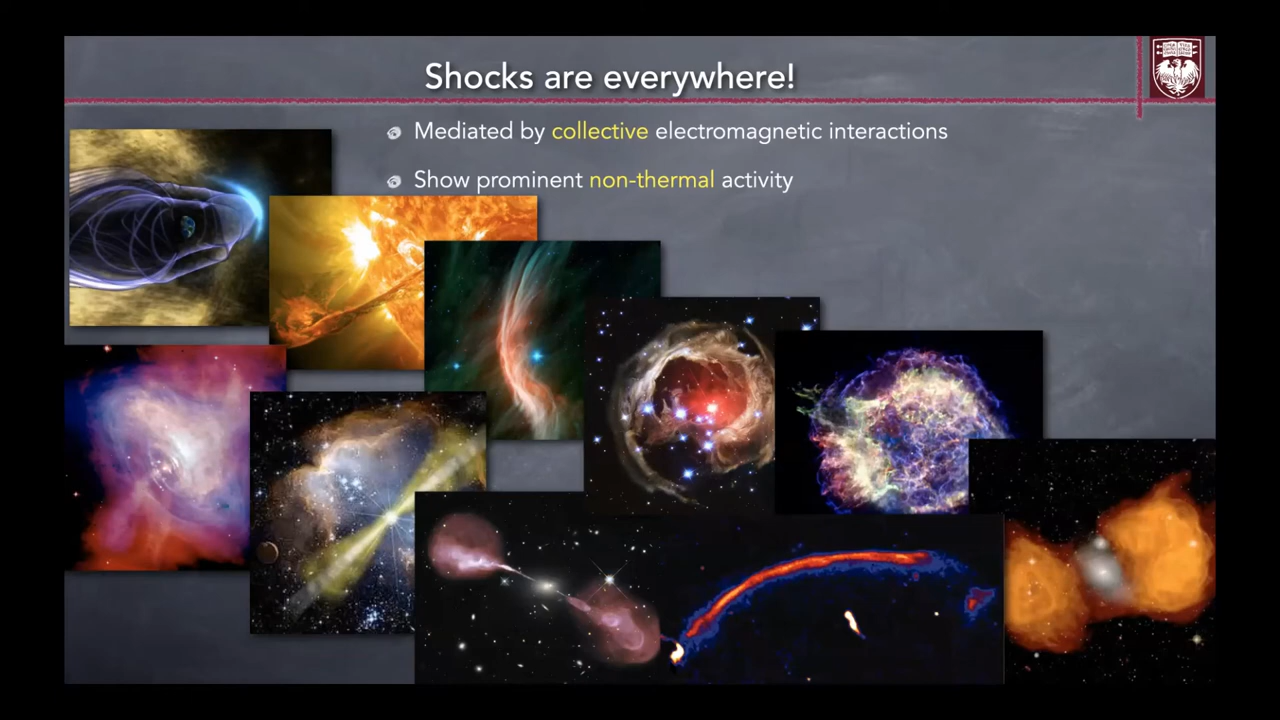 Shocks are everywhere!
Mediated by collective electromagnetic interactions
Show prominent non-thermal activity